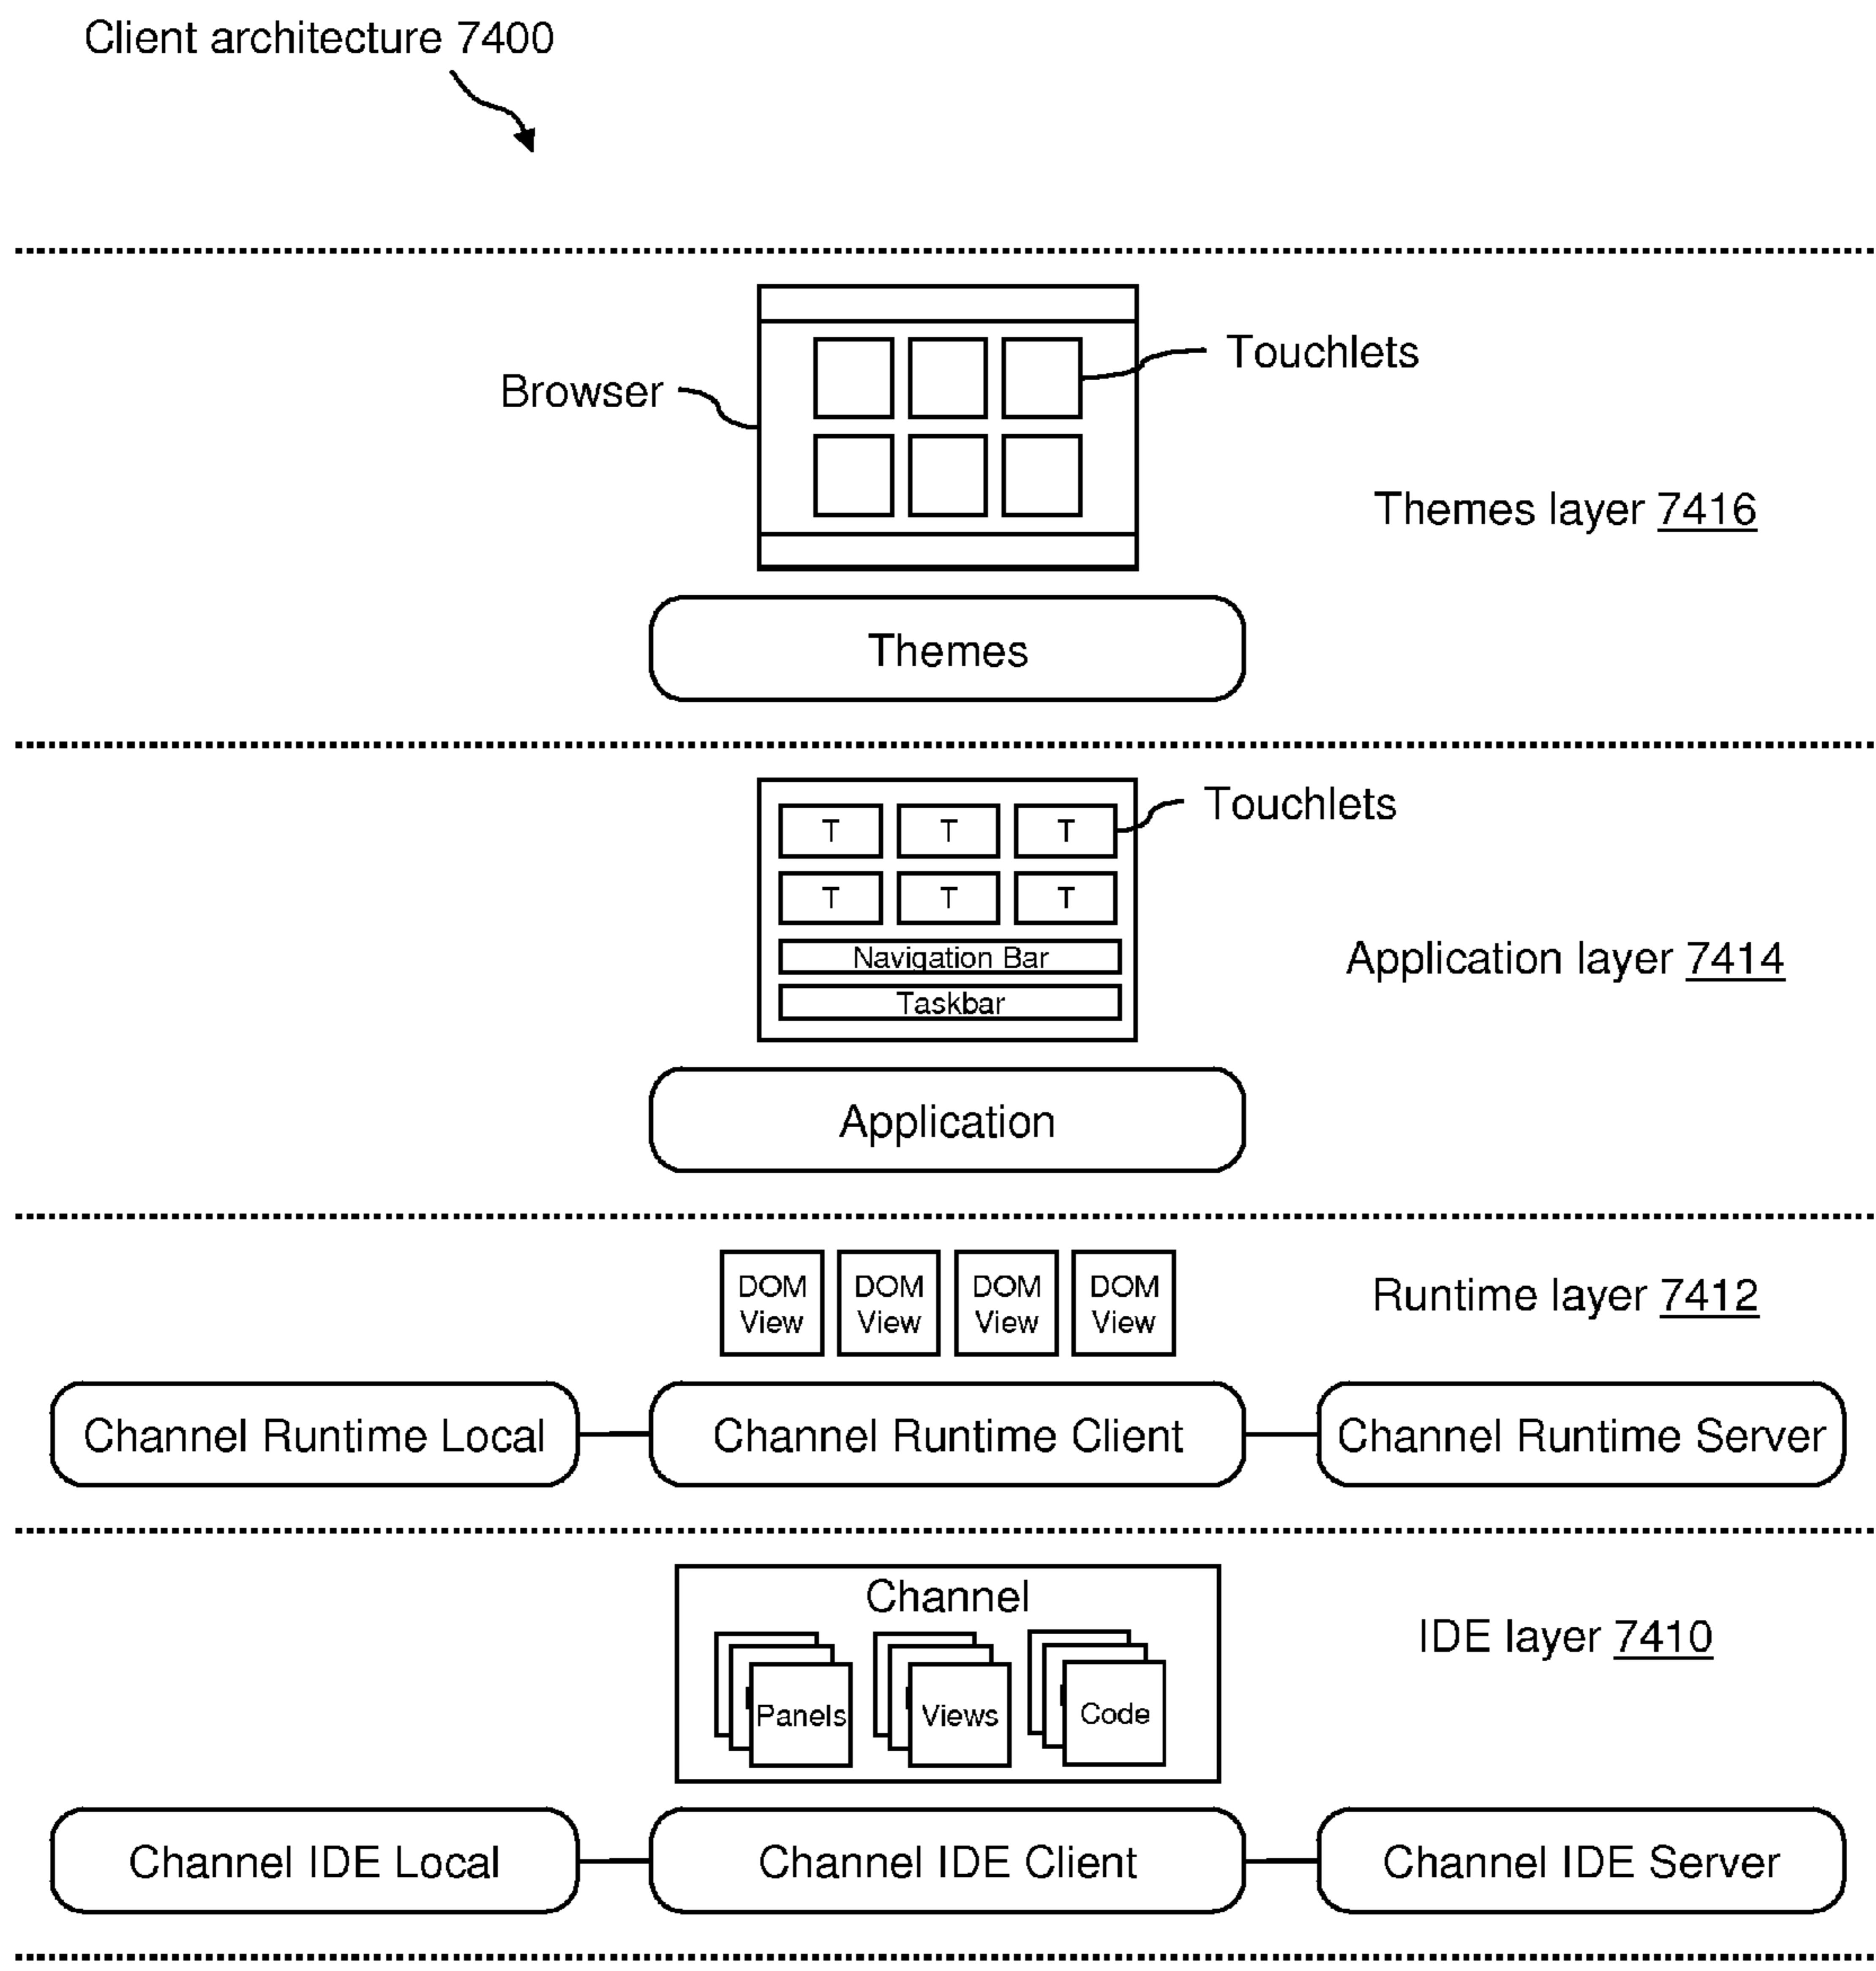 Client architecture 7400
Touchlets
Browser
Themes layer 7416
Themes
Touchlets
T T T
T T T
Navigation Bar
Application layer 7414
Taskbar
Application
DOM View DOM View DOM View DOM View
Runtime layer 7412
Channel Runtime Local Channel Runtime Client Channel Runtime Server
Channel
IDE layer 7410
Panels Views Code
Channel IDE Local Channel IDE Client Channel IDE Server